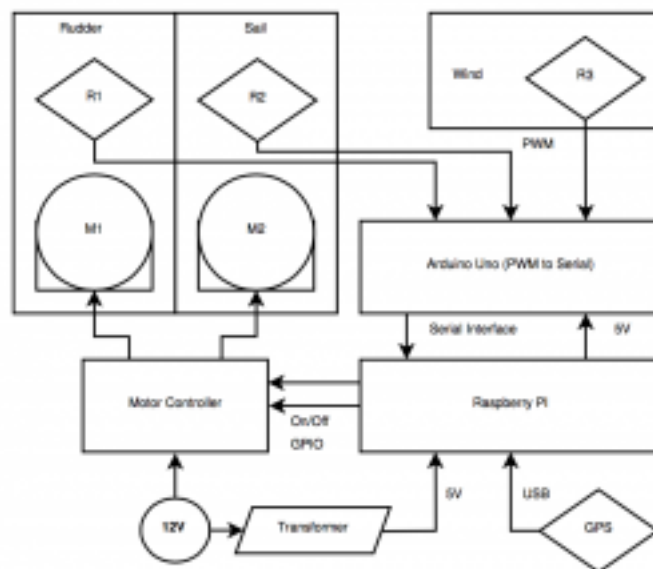 Rudder
Sail
Wind
R1
R2
R3
PWM
M1
M2
Arduino Uno (PWM to Serial)
Serial Interface
5V
Motor Controller
Raspberry PI
On/Off
GPIO
12V
Transformer
5V
USB
GPS